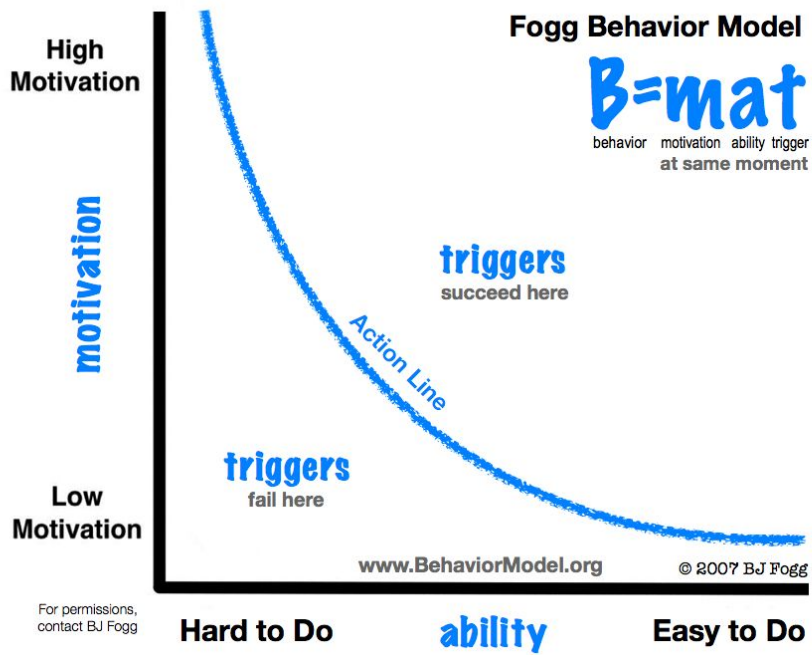 Fogg Behavior Model
B=mat
behavior motivation ability trigger
at same moment
High
Motivation
motivation
triggers
succeed here
Action Line
triggers
fail here
Low
Motivation
www.BehaviorModel.org
© 2007 BJ Fogg
For permissions,
contact BJ Fogg
Hard to Do
ability
Easy to Do